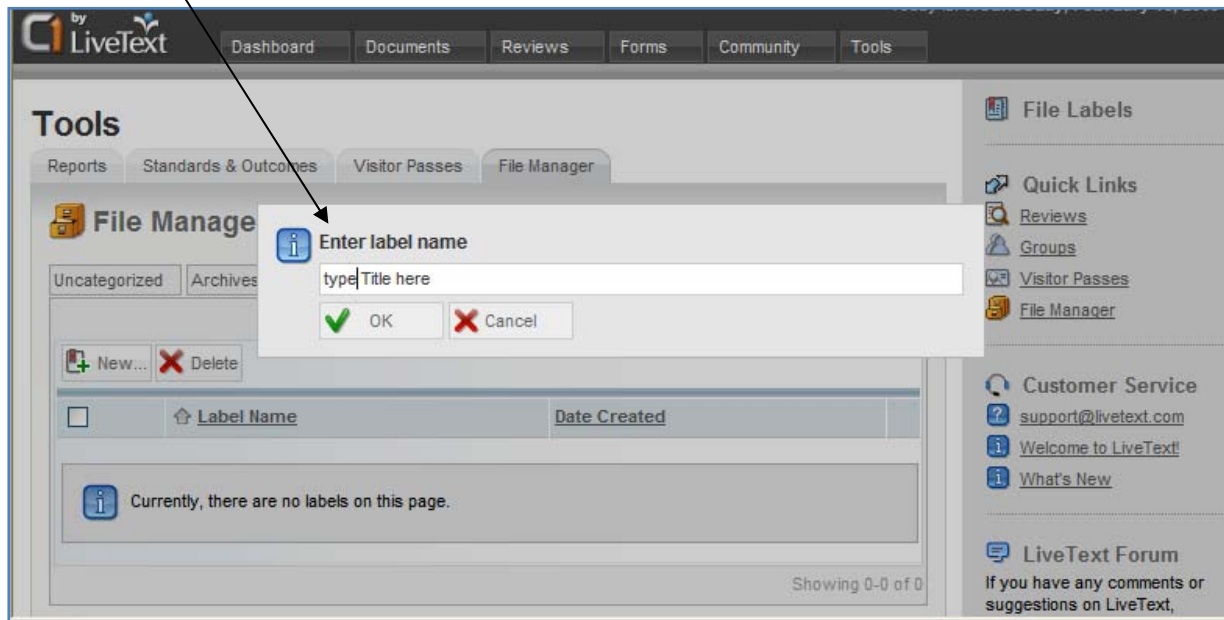 C1 by LiveText
Dashboard Documents Reviews Forms Community Tools
Tools
Reports Standards & Outcomes Visitor Passes File Manager
File Manage
Uncategorized Archives
Enter label name
type Title here
OK Cancel
New... Delete
Label Name Date Created
Currently, there are no labels on this page.
Showing 0-0 of 0
File Labels
Quick Links
Reviews
Groups
Visitor Passes
File Manager
Customer Service
support@livetext.com
Welcome to LiveText!
What's New
LiveText Forum
If you have any comments or
suggestions on LiveText,